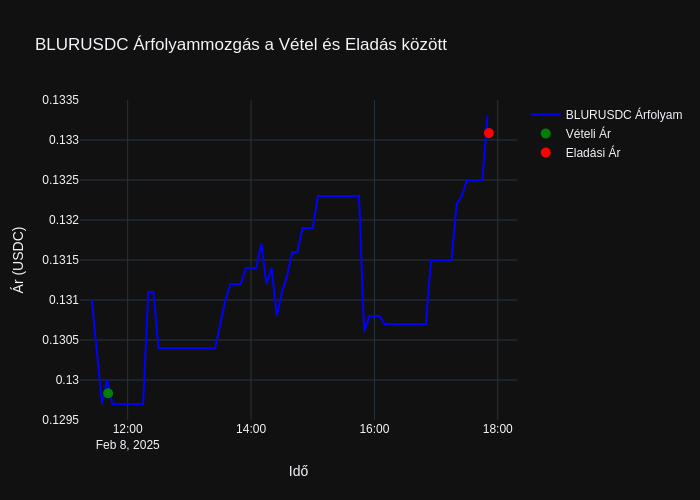 BLURUSDC Árfolyammozgás a Vétel és Eladás között
BLURUSDC Árfolyam
Vételi Ár
Eladási Ár
Ár (USDC)
0.1335
0.133
0.1325
0.132
0.1315
0.131
0.1305
0.13
0.1295
12:00
14:00
16:00
18:00
Feb 8, 2025
Idő